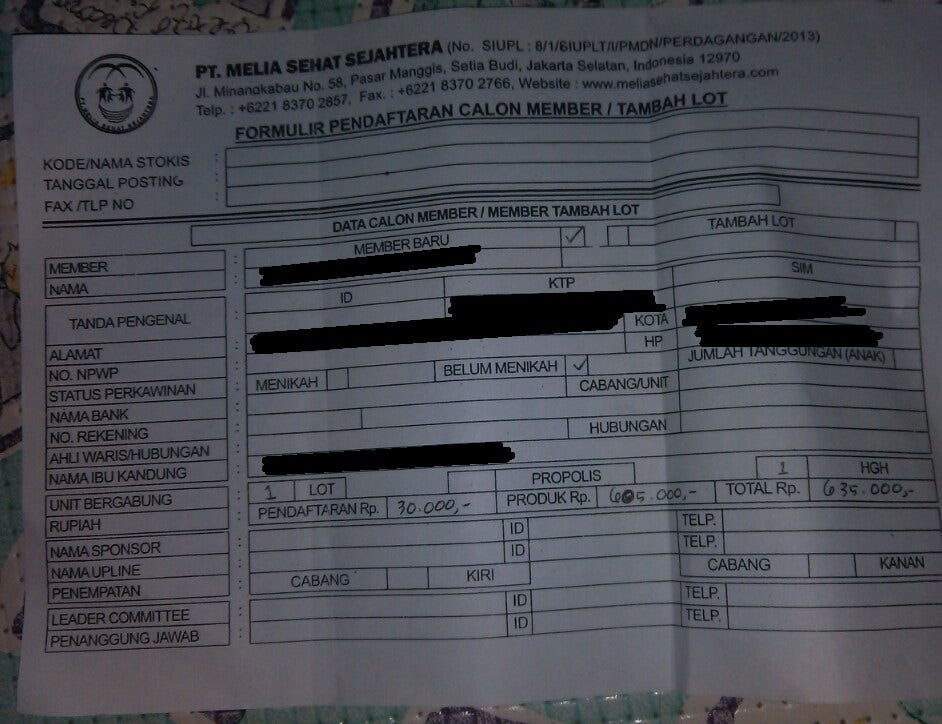 PT. MELIA SEHAT SEJAHTERA (No. SIUPL : 8/1/6IUPLT/I/PMDN/PERDAGANGAN/2013)
Jl. Minangkabau No. 58, Pasar Manggis, Setia Budi, Jakarta Selatan, Indonesia 12970
Telp. : +6221 8370 2857, Fax. : +6221 8370 2766, Website : www.meliasehatsejahtera.com
MELIA SEHAT SEJAHTERA
FORMULIR PENDAFTARAN CALON MEMBER / TAMBAH LOT
KODE/NAMA STOKIS :
TANGGAL POSTING :
FAX /TLP NO :
DATA CALON MEMBER / MEMBER TAMBAH LOT
MEMBER : MEMBER BARU ✓ TAMBAH LOT
NAMA :
TANDA PENGENAL : ID KTP SIM
ALAMAT : KOTA
NO. NPWP : HP
STATUS PERKAWINAN : MENIKAH BELUM MENIKAH ✓ JUMLAH TANGGUNGAN (ANAK)
NAMA BANK : CABANG/UNIT
NO. REKENING :
AHLI WARIS/HUBUNGAN : HUBUNGAN
NAMA IBU KANDUNG :
UNIT BERGABUNG : 1 LOT PROPOLIS 1 HGH
RUPIAH : PENDAFTARAN Rp. 30.000,- PRODUK Rp. 605.000,- TOTAL Rp. 635.000,-
NAMA SPONSOR : ID TELP.
NAMA UPLINE : ID TELP.
PENEMPATAN : CABANG KIRI CABANG KANAN
LEADER COMMITTEE : ID TELP.
PENANGGUNG JAWAB : ID TELP.